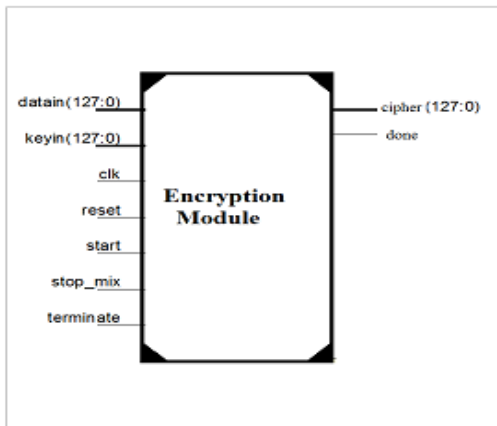 datain(127:0)
cipher(127:0)
keyin(127:0)
done
clk
Encryption
Module
reset
start
stop_mix
terminate